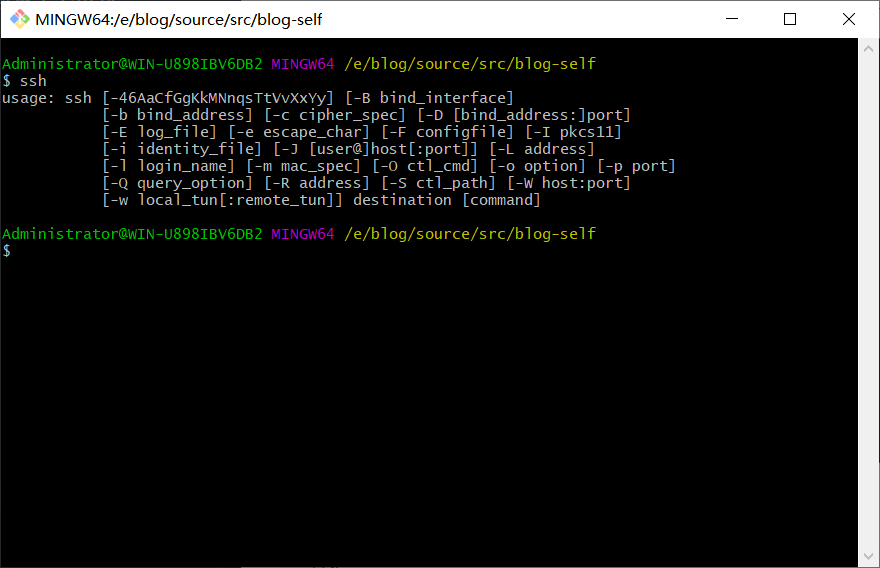 MINGW64:/e/blog/source/src/blog-self
Administrator@WIN-U898IBV6DB2 MINGW64 /e/blog/source/src/blog-self
$ ssh
usage: ssh [-46AaCfGgKkMNnqsTtVvXxYy] [-B bind_interface]
           [-b bind_address] [-c cipher_spec] [-D [bind_address:]port]
           [-E log_file] [-e escape_char] [-F configfile] [-I pkcs11]
           [-i identity_file] [-J [user@]host[:port]] [-L address]
           [-l login_name] [-m mac_spec] [-O ctl_cmd] [-o option] [-p port]
           [-Q query_option] [-R address] [-S ctl_path] [-W host:port]
           [-w local_tun[:remote_tun]] destination [command]
Administrator@WIN-U898IBV6DB2 MINGW64 /e/blog/source/src/blog-self
$